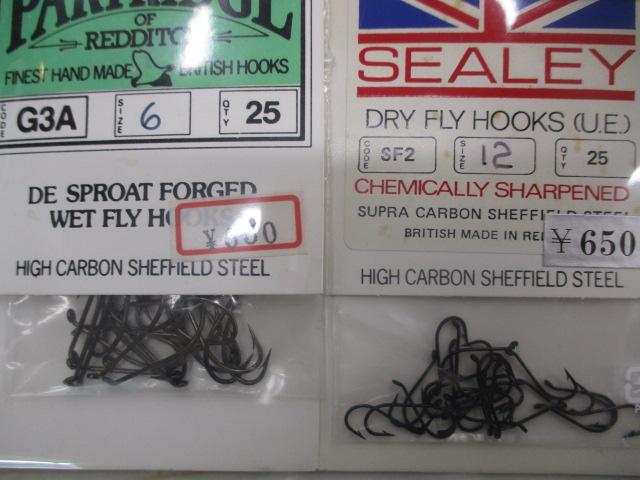 PARTRIDGE
OF
REDDITCH
FINEST HAND MADE BRITISH HOOKS
CODE G3A SIZE 6 QTY 25
DE SPROAT FORGED
WET FLY HOOKS
HIGH CARBON SHEFFIELD STEEL
SEALEY
DRY FLY HOOKS (U.E.)
CODE SF2 SIZE 12 QTY 25
CHEMICALLY SHARPENED
SUPRA CARBON SHEFFIELD STEEL
BRITISH MADE IN
¥650
HIGH CARBON SHEFFIELD STEEL